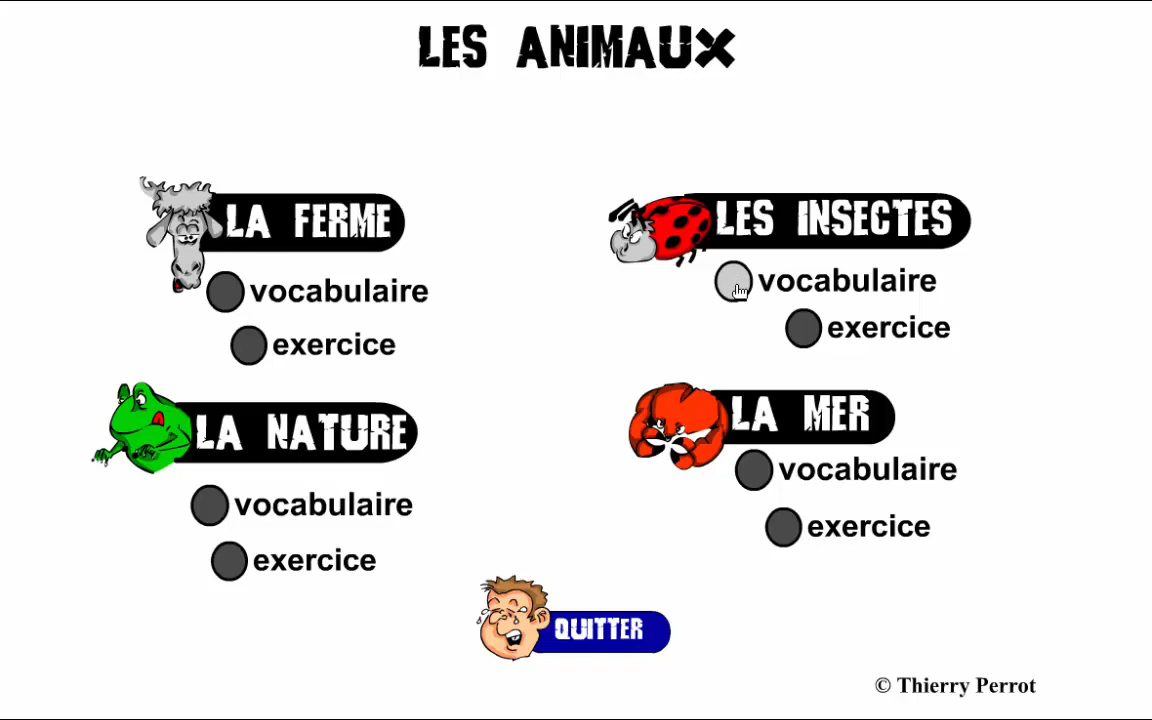 LES ANIMAUX
LA FERME
vocabulaire
exercice
LES INSECTES
vocabulaire
exercice
LA NATURE
vocabulaire
exercice
LA MER
vocabulaire
exercice
QUITTER
© Thierry Perrot